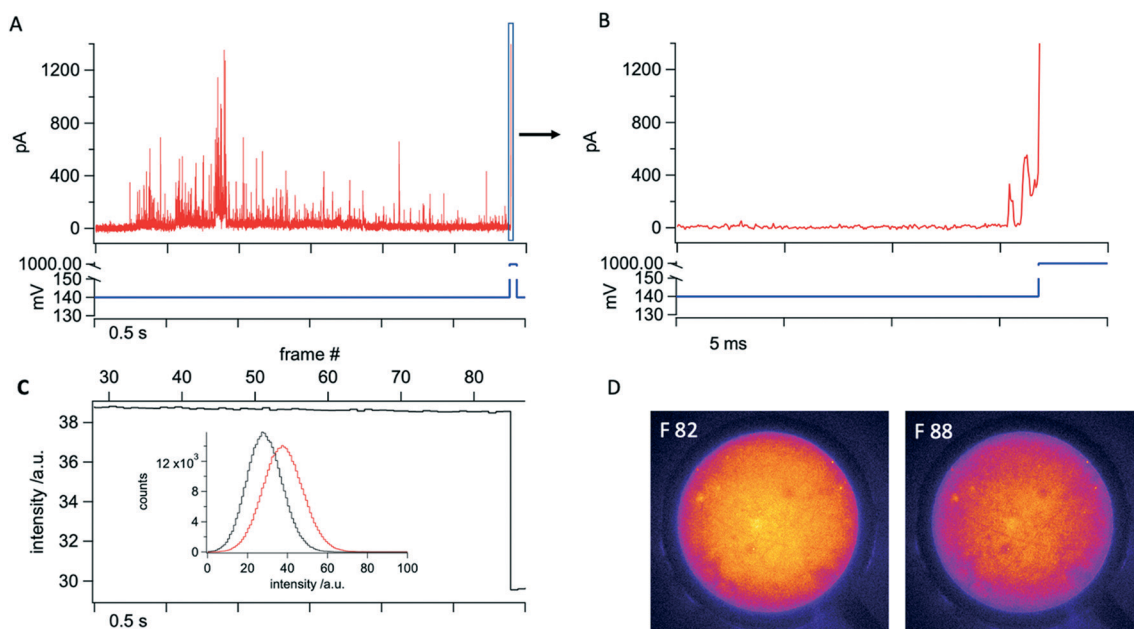 A
1200
800
400
0
pA
1000.00
150
140
130
mV
0.5 s
B
1200
800
400
0
pA
1000.00
150
140
130
mV
5 ms
C
frame #
30 40 50 60 70 80
38
36
34
32
30
intensity /a.u.
12 x10³
8
4
0
counts
0 20 40 60 80 100
intensity /a.u.
0.5 s
D
F 82
F 88